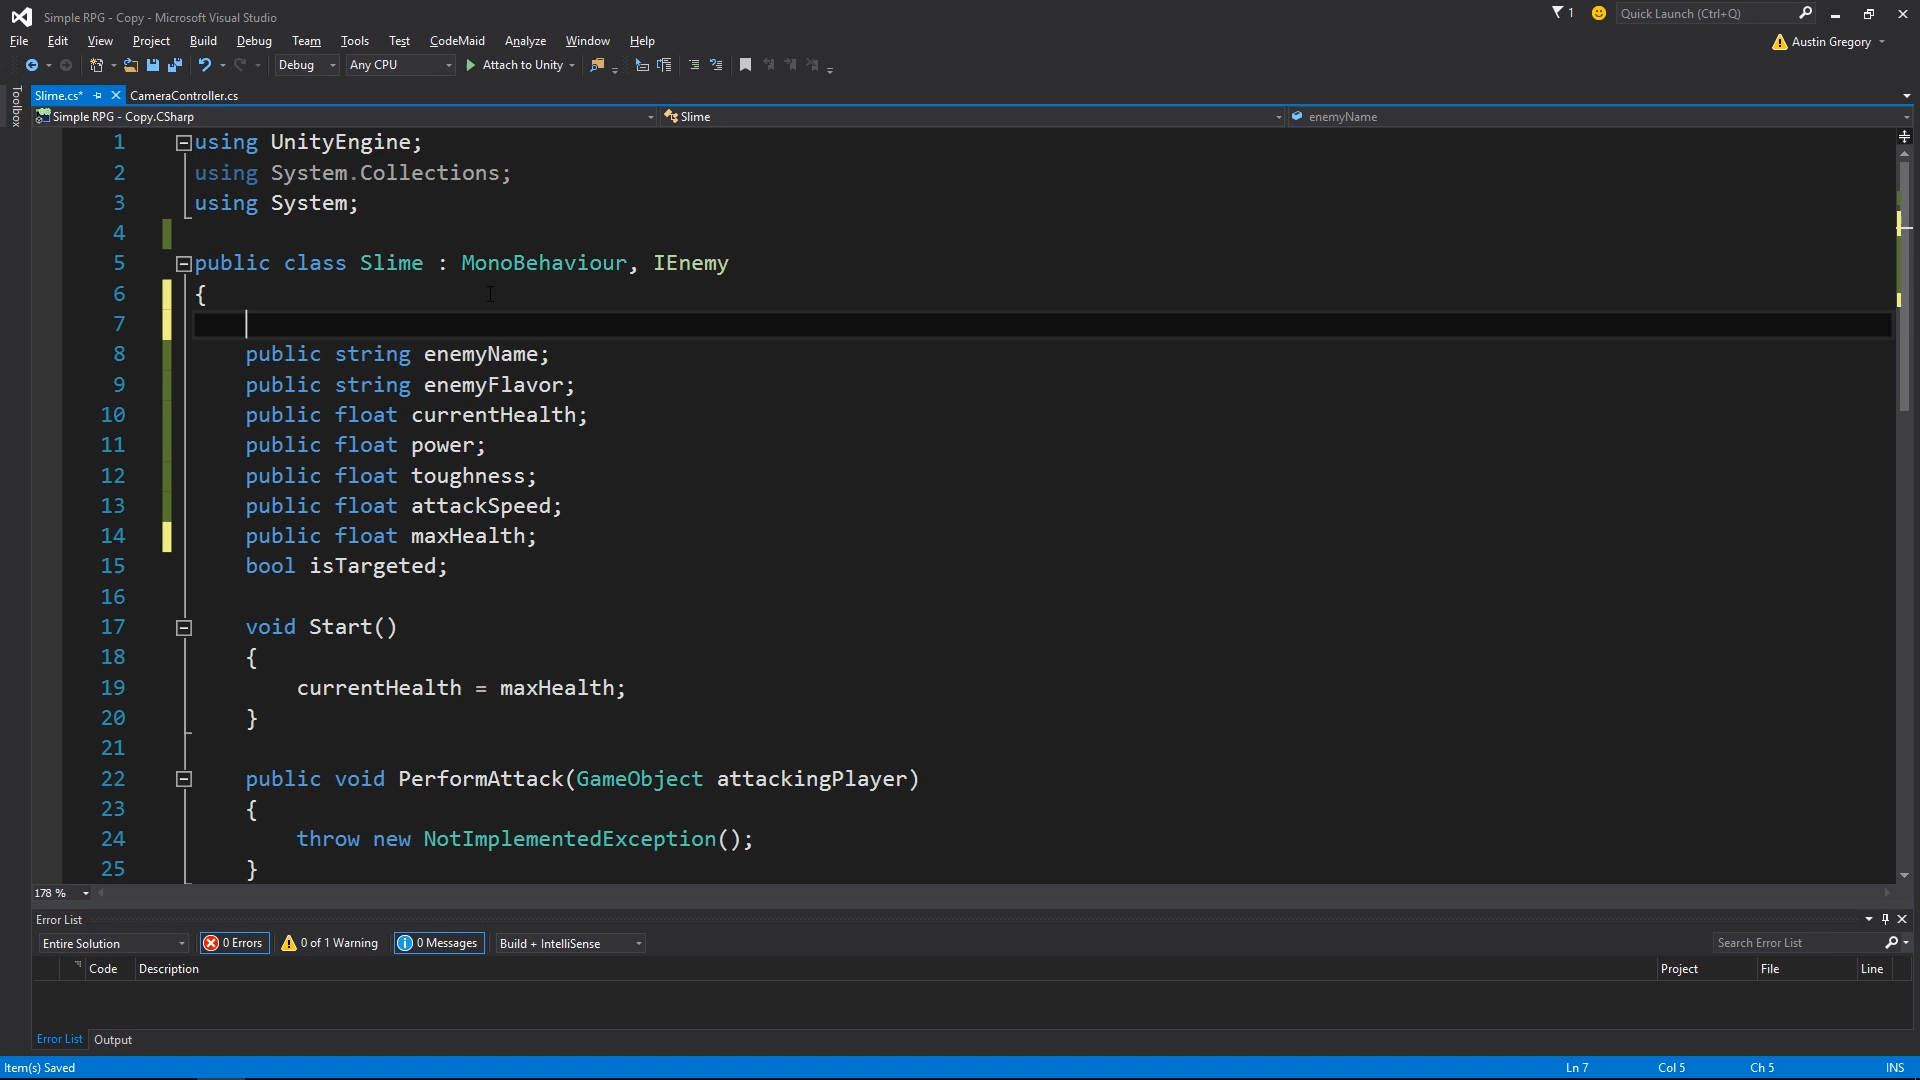 Simple RPG - Copy - Microsoft Visual Studio
1
Quick Launch (Ctrl+Q)
File Edit View Project Build Debug Team Tools Test CodeMaid Analyze Window Help
Austin Gregory
Debug Any CPU Attach to Unity
Toolbox
Slime.cs* CameraController.cs
Simple RPG - Copy.CSharp Slime enemyName
1 using UnityEngine;
2 using System.Collections;
3 using System;
4
5 public class Slime : MonoBehaviour, IEnemy
6 {
7
8 public string enemyName;
9 public string enemyFlavor;
10 public float currentHealth;
11 public float power;
12 public float toughness;
13 public float attackSpeed;
14 public float maxHealth;
15 bool isTargeted;
16
17 void Start()
18 {
19 currentHealth = maxHealth;
20 }
21
22 public void PerformAttack(GameObject attackingPlayer)
23 {
24 throw new NotImplementedException();
25 }
178 %
Error List
Entire Solution 0 Errors 0 of 1 Warning 0 Messages Build + IntelliSense Search Error List
Code Description Project File Line
Error List Output
Item(s) Saved Ln 7 Col 5 Ch 5 INS